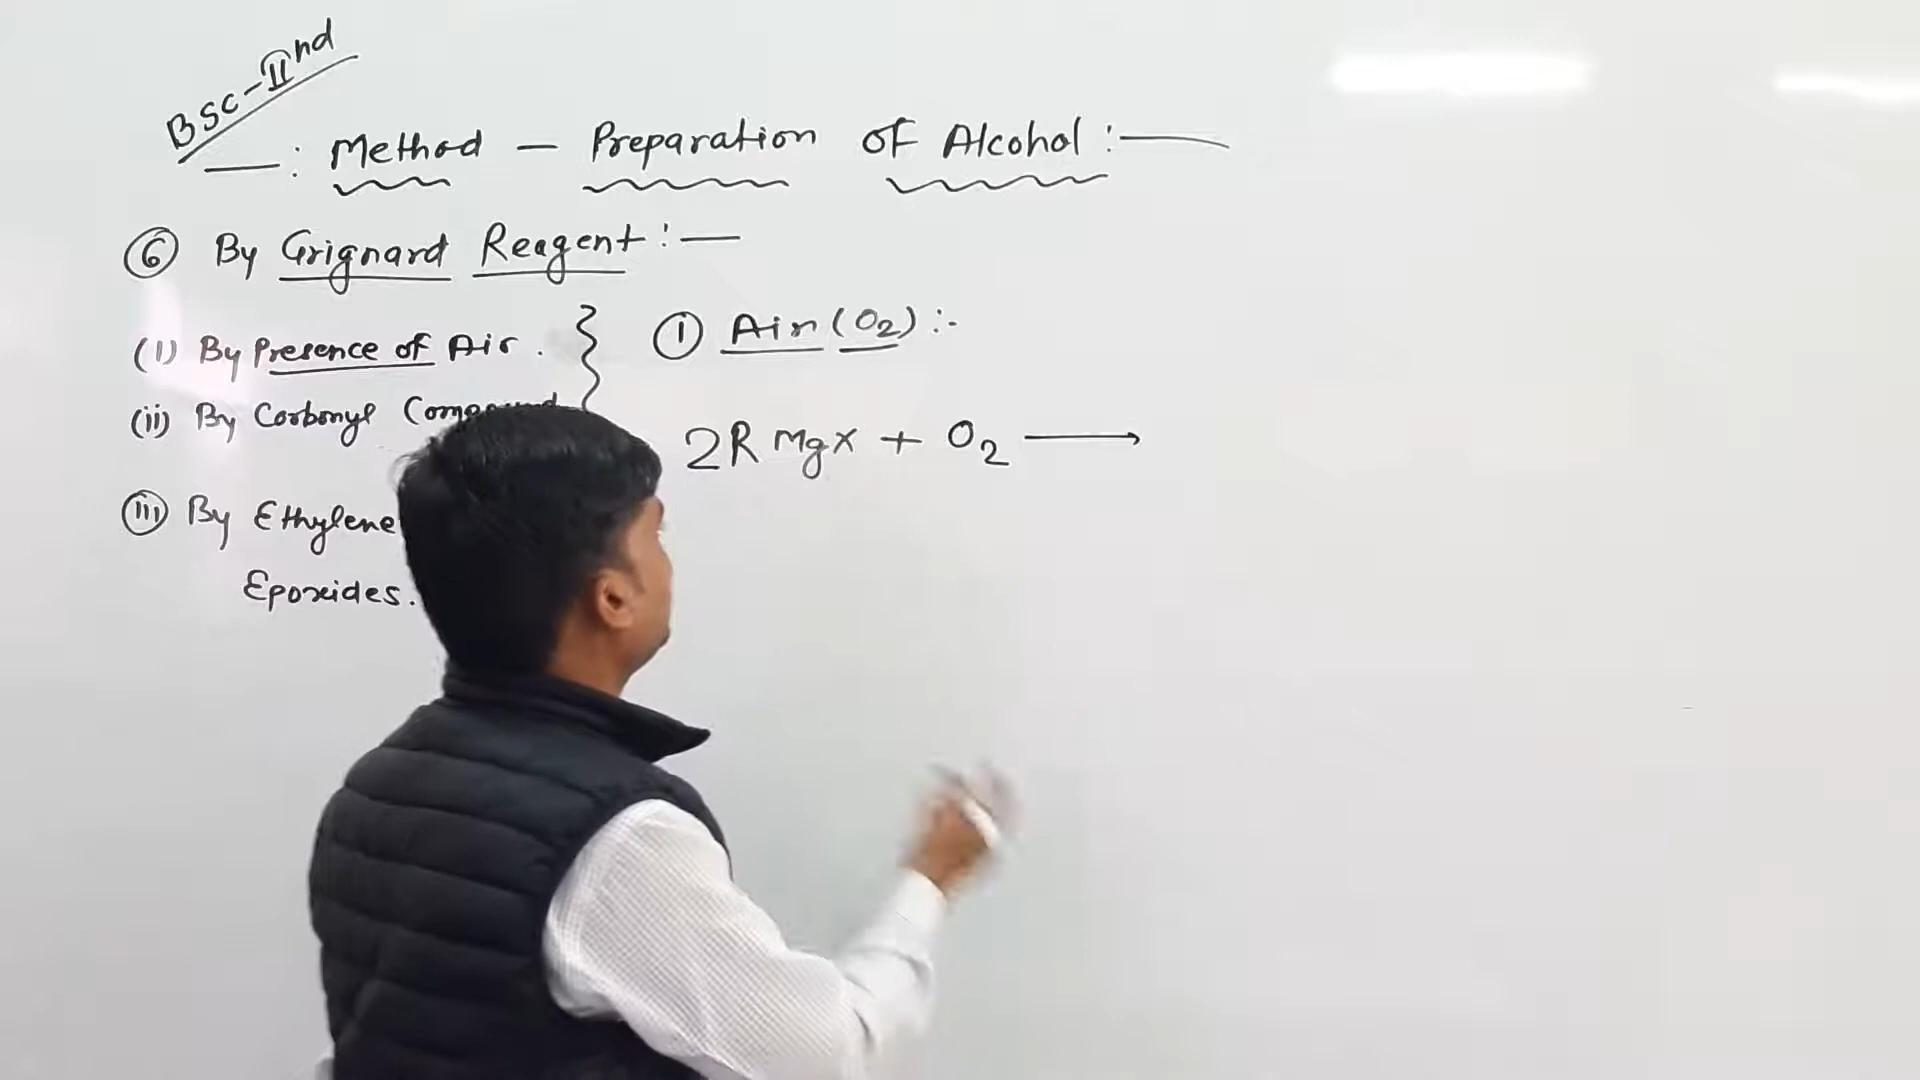 BSC-IInd
—: Method — Preparation of Alcohol :—
⑥ By Grignard Reagent :—
(1) By Presence of Air.
(ii) By Carbonyl Compound
(iii) By Ethylene
Epoxides.
① Air (O2) :-
2R MgX + O2 ⟶